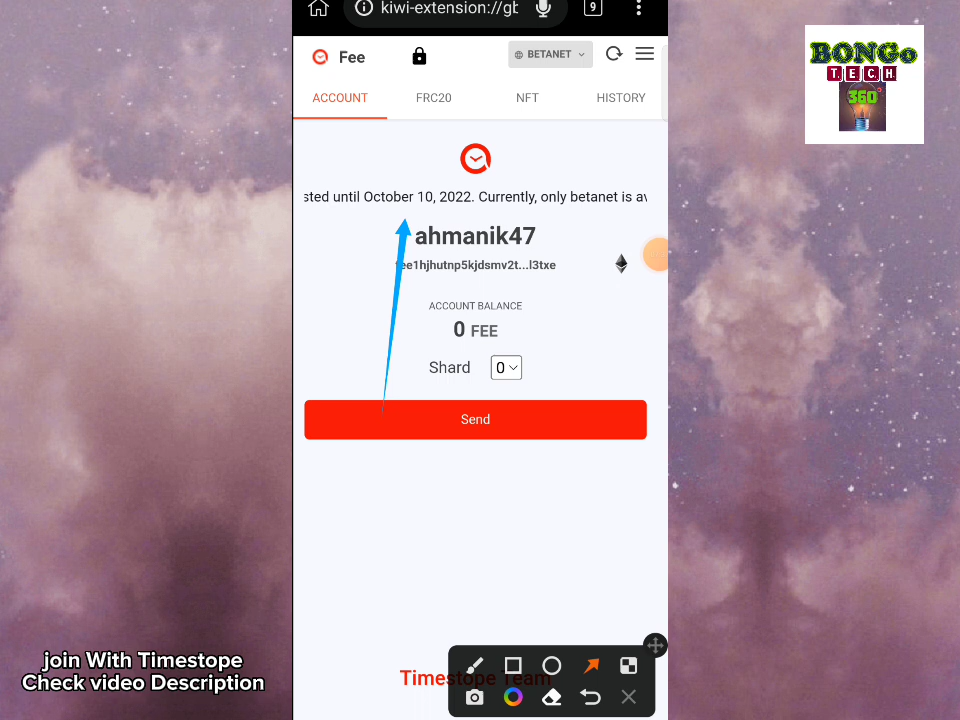 kiwi-extension://gb
9
Fee
BETANET
ACCOUNT
FRC20
NFT
HISTORY
BONGo
T.E.C.H.
360°
sted until October 10, 2022. Currently, only betanet is av
ahmanik47
fee1hjhutnp5kjdsmv2t...l3txe
ACCOUNT BALANCE
0 FEE
Shard
0
Send
join With Timestope
Check video Description
Timestope Team